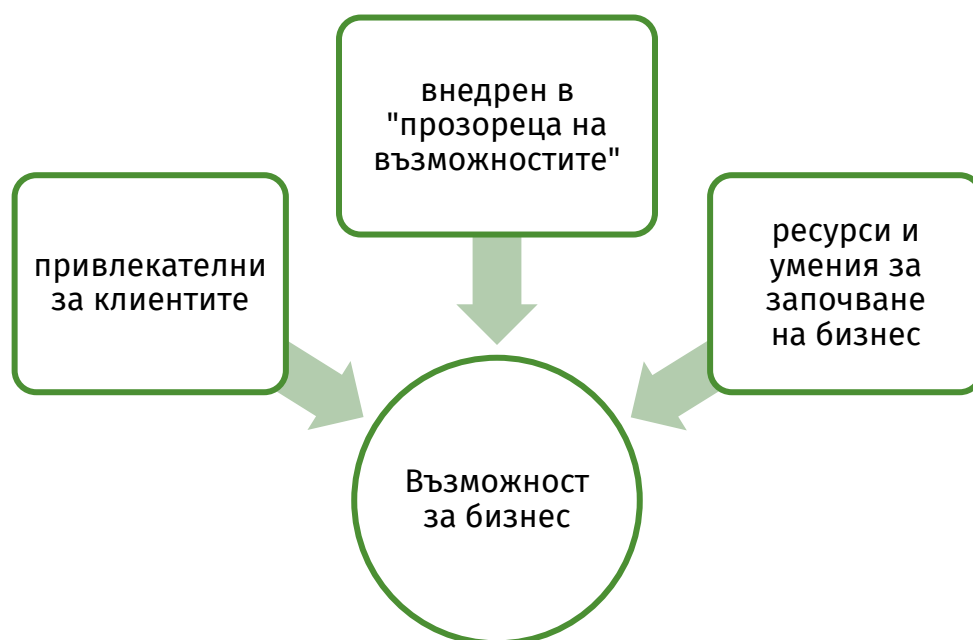 внедрен в
"прозореца на
възможностите"
привлекателни
за клиентите
ресурси и
умения за
започване
на бизнес
Възможност
за бизнес